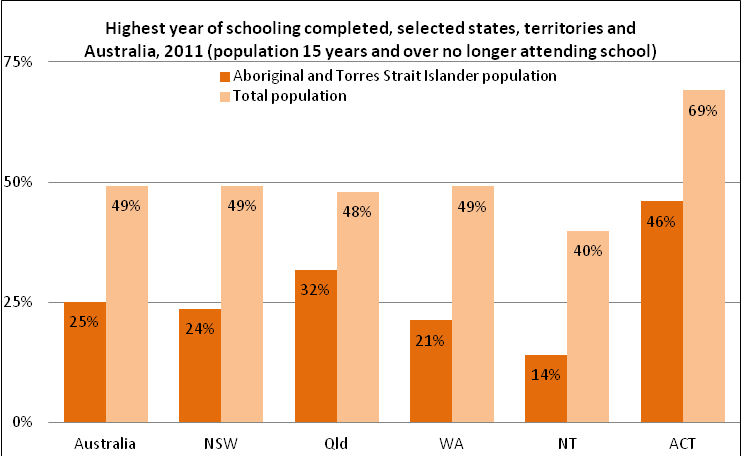 Highest year of schooling completed, selected states, territories and
Australia, 2011 (population 15 years and over no longer attending school)
75%
Aboriginal and Torres Strait Islander population
Total population
69%
50%
49%
49%
48%
49%
46%
40%
32%
25%
25%
24%
21%
14%
0%
Australia
NSW
Qld
WA
NT
ACT